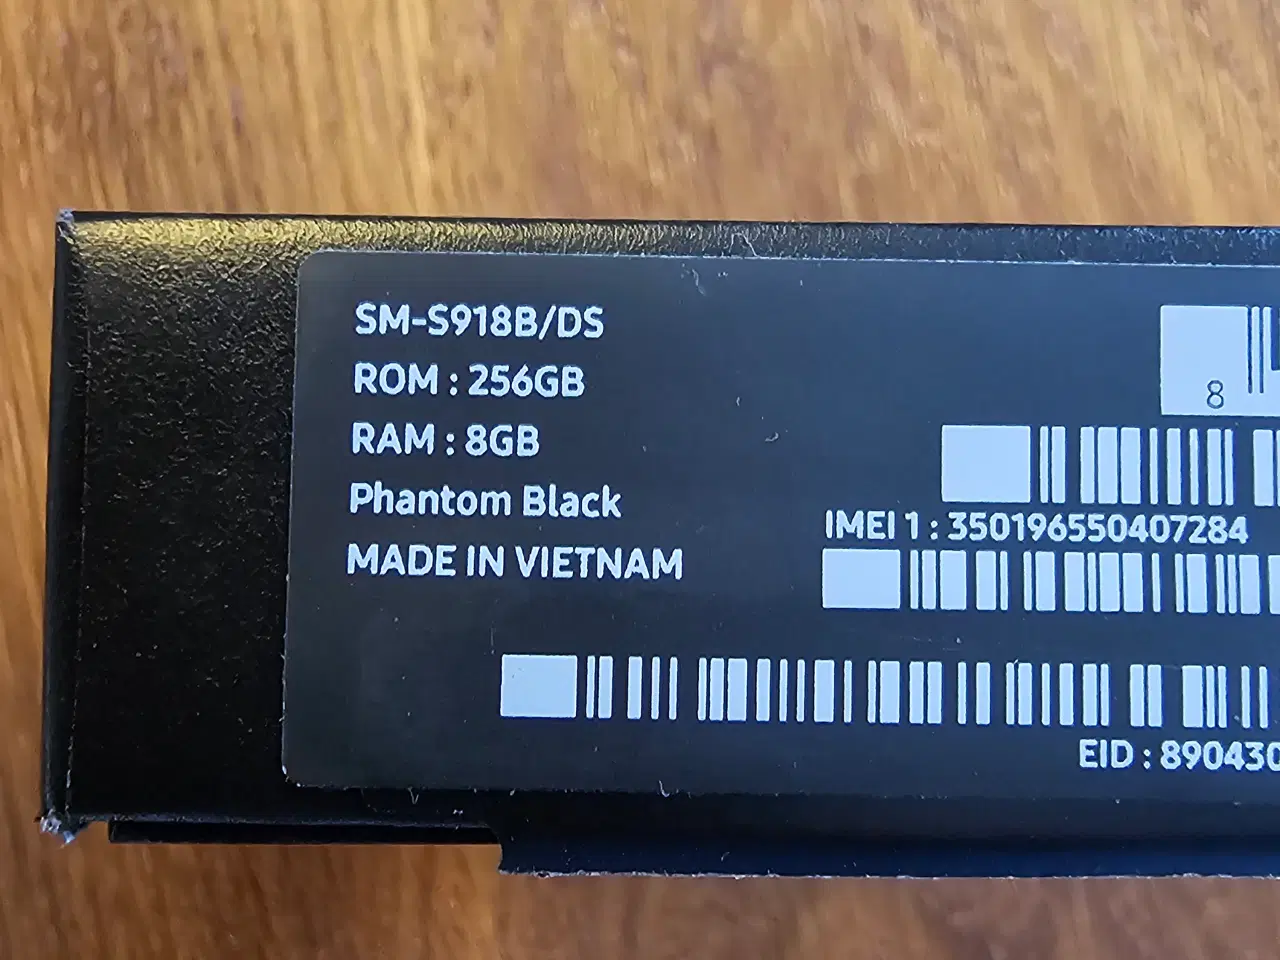 SM-S918B/DS
ROM : 256GB
RAM : 8GB
Phantom Black
MADE IN VIETNAM
8
IMEI 1 : 350196550407284
EID : 890430